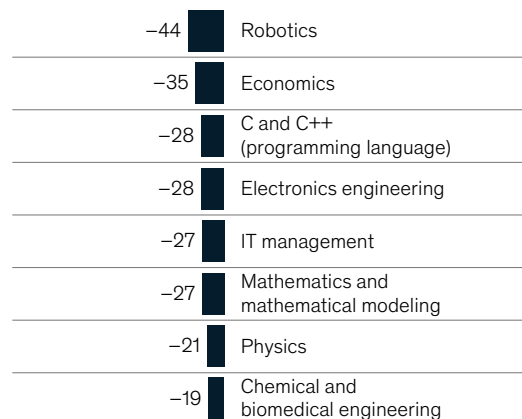 –44 Robotics
–35 Economics
–28 C and C++
(programming language)
–28 Electronics engineering
–27 IT management
–27 Mathematics and
mathematical modeling
–21 Physics
–19 Chemical and
biomedical engineering